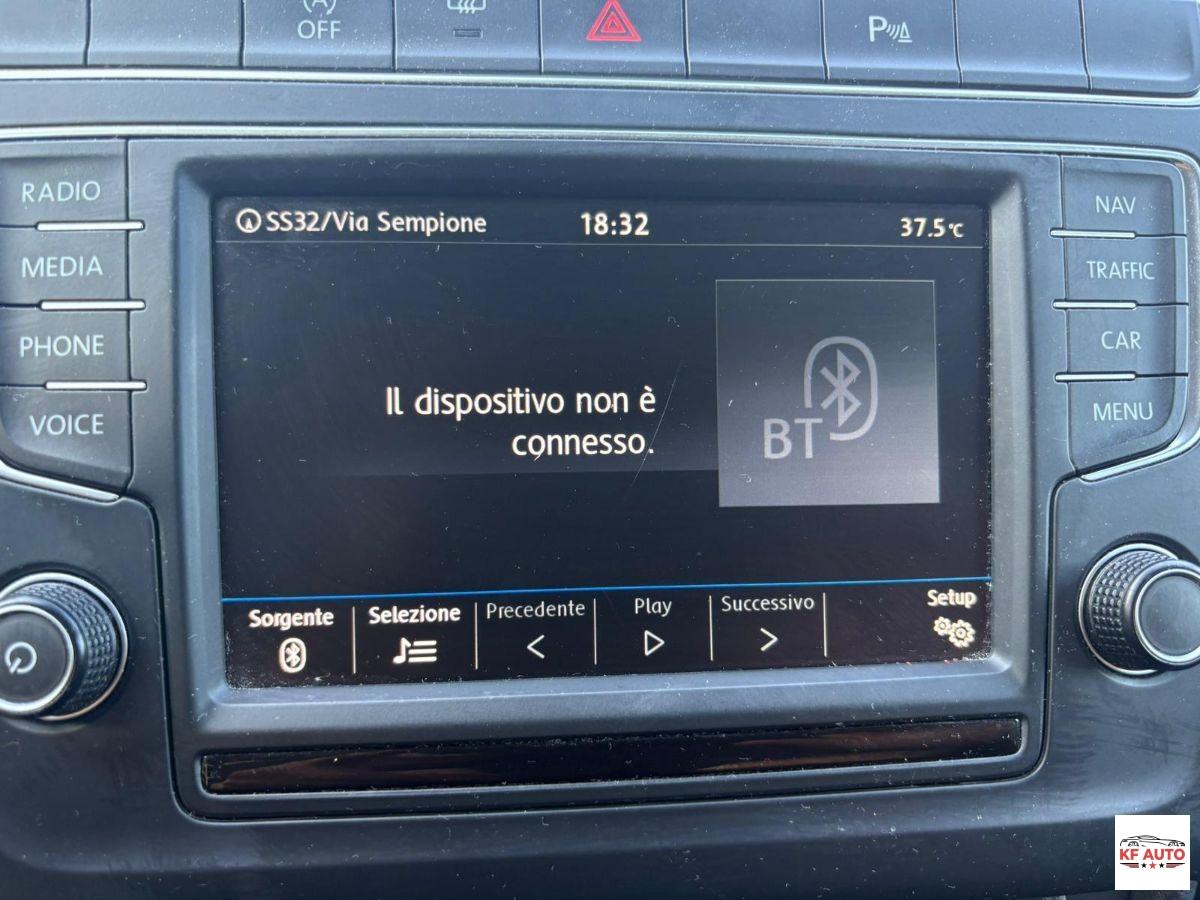 (A)
OFF
P
RADIO
MEDIA
PHONE
VOICE
SS32/Via Sempione
18:32
37.5°C
Il dispositivo non è
connesso.
BT
Sorgente
Selezione
Precedente
Play
Successivo
Setup
NAV
TRAFFIC
CAR
MENU
KF AUTO